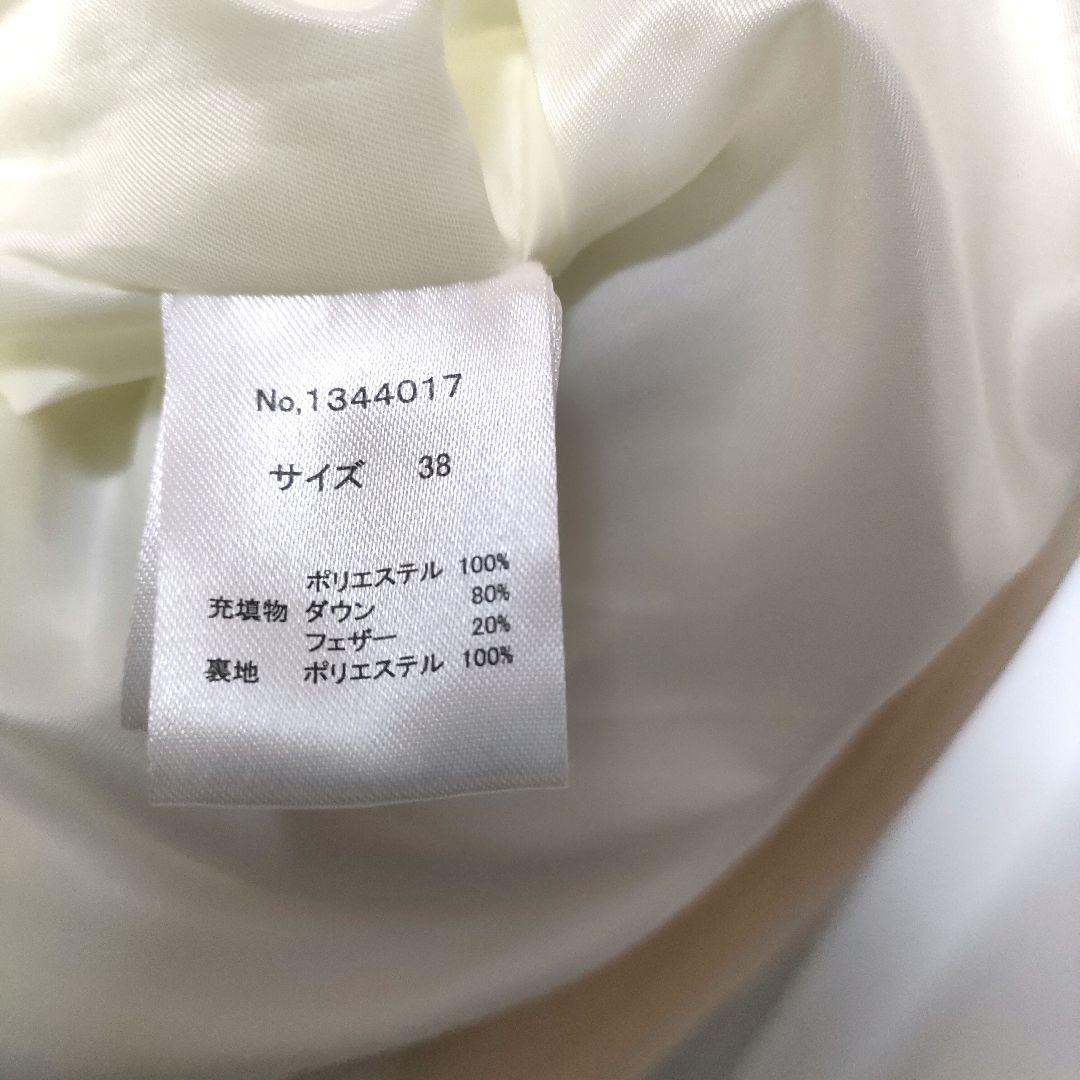 No,1344017
サイズ 38
ポリエステル 100%
充填物 ダウン 80%
フェザー 20%
裏地 ポリエステル 100%